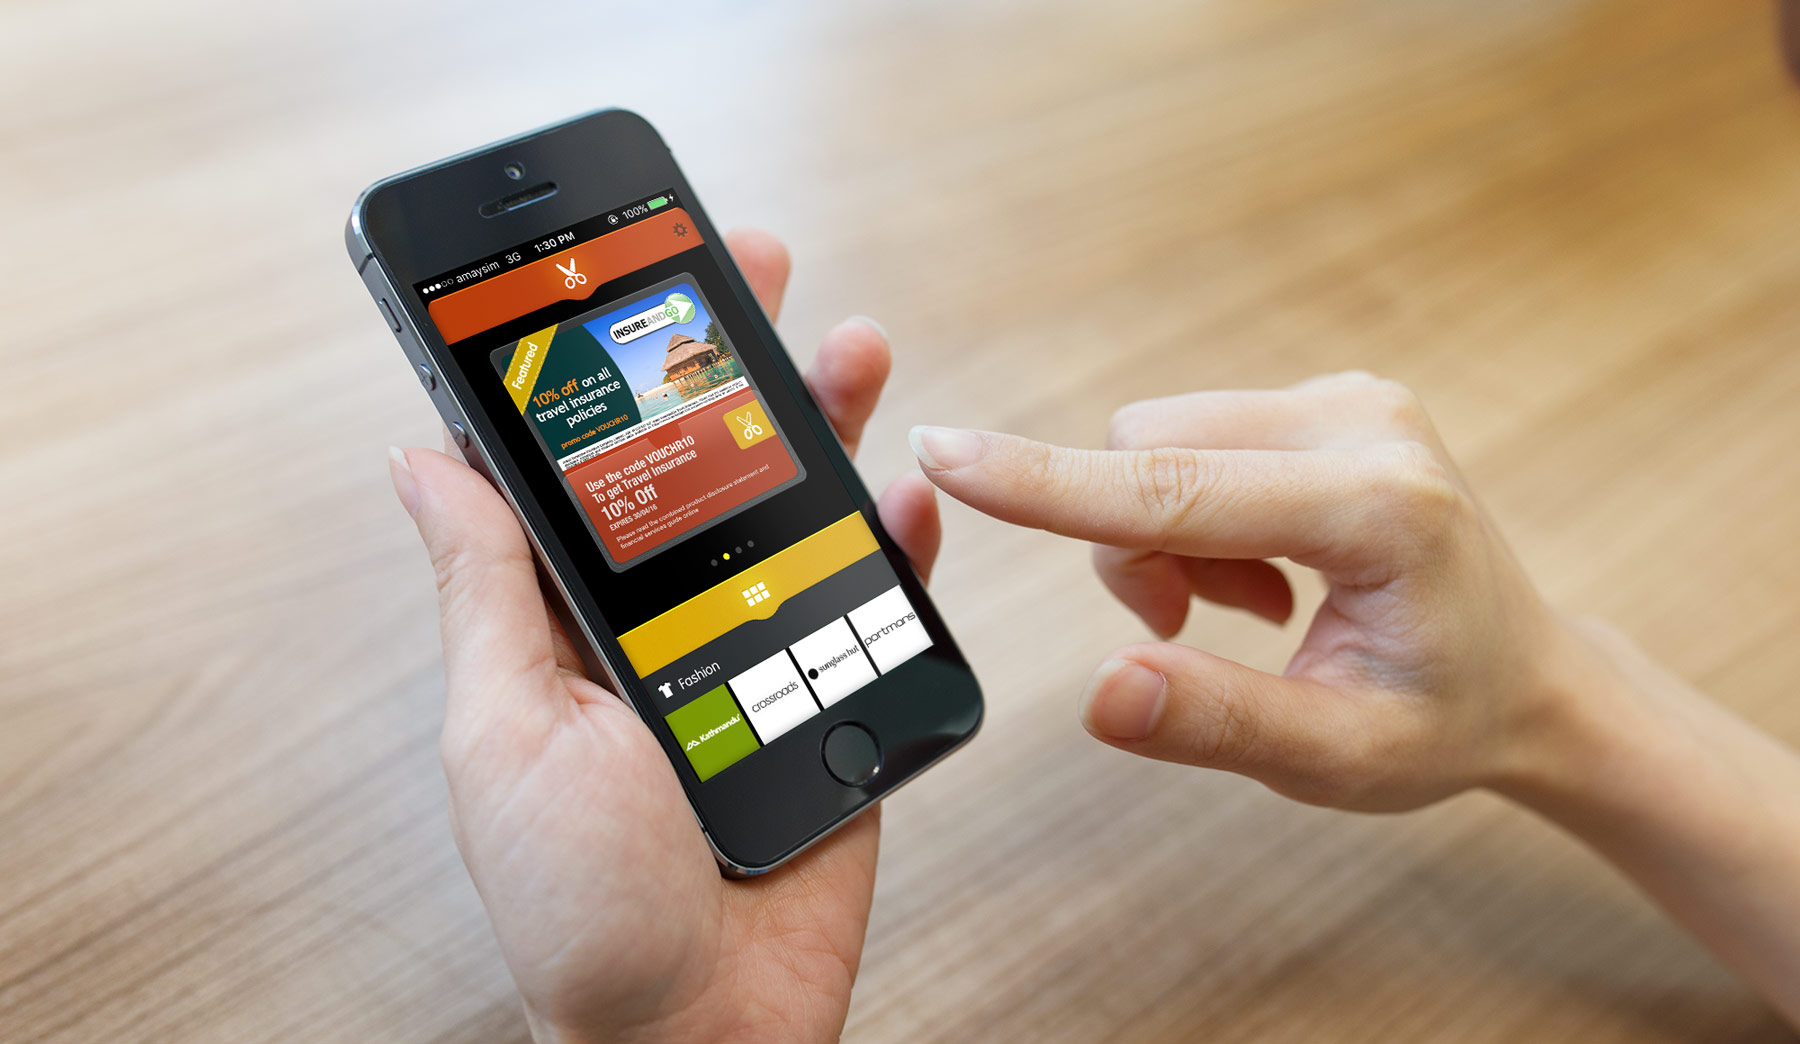 amaysim 3G 1:30 PM 100%
Featured
INSUREANDGO
10% off on all
travel insurance
policies
promo code VOUCHR10
Use the code VOUCHR10
To get Travel Insurance
10% Off
EXPIRES 30/04/16
Please read the combined product disclosure statement and
financial services guide online
Fashion
Kathmandu
crossroads
sunglass hut
portmans